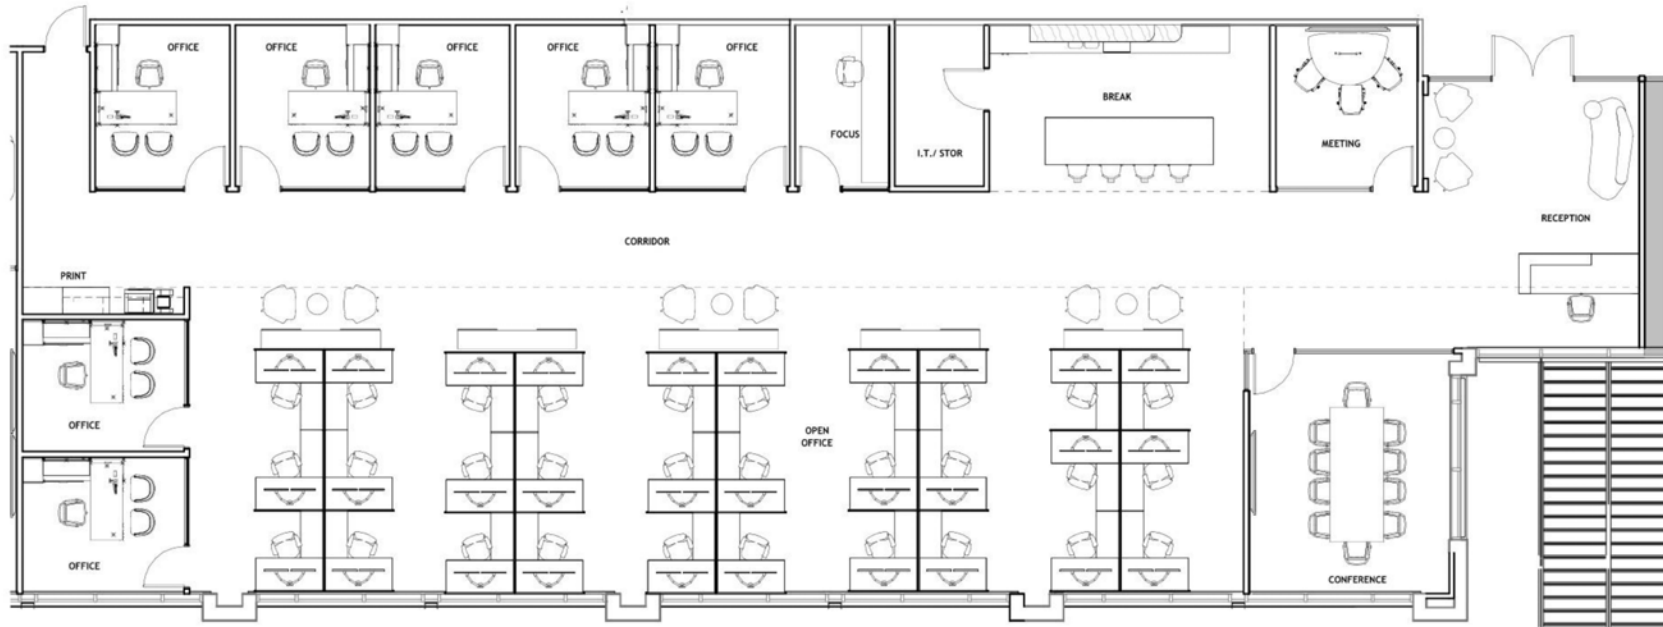 OFFICE
OFFICE
OFFICE
OFFICE
OFFICE
FOCUS
I.T./ STOR
BREAK
MEETING
RECEPTION
CORRIDOR
PRINT
OFFICE
OPEN
OFFICE
OFFICE
CONFERENCE